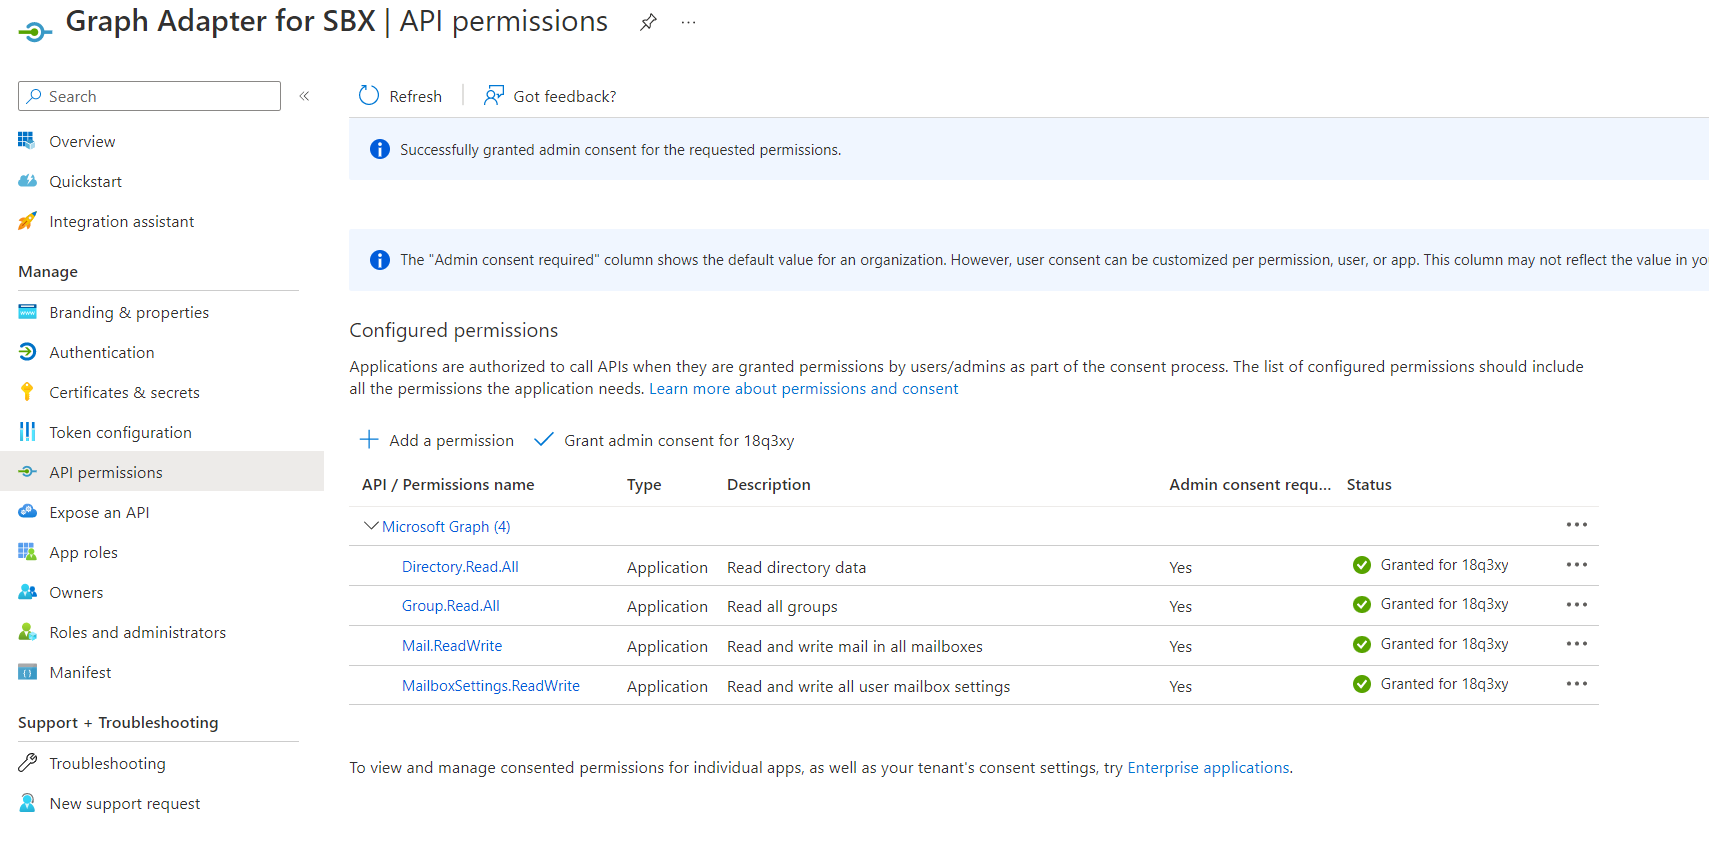 Graph Adapter for SBX | API permissions
Search
Overview
Quickstart
Integration assistant
Manage
Branding & properties
Authentication
Certificates & secrets
Token configuration
API permissions
Expose an API
App roles
Owners
Roles and administrators
Manifest
Support + Troubleshooting
Troubleshooting
New support request
Refresh
Got feedback?
Successfully granted admin consent for the requested permissions.
The "Admin consent required" column shows the default value for an organization. However, user consent can be customized per permission, user, or app. This column may not reflect the value in yo
Configured permissions
Applications are authorized to call APIs when they are granted permissions by users/admins as part of the consent process. The list of configured permissions should include
all the permissions the application needs. Learn more about permissions and consent
Add a permission Grant admin consent for 18q3xy
API / Permissions name Type Description Admin consent requ... Status
Microsoft Graph (4)
Directory.Read.All Application Read directory data Yes Granted for 18q3xy
Group.Read.All Application Read all groups Yes Granted for 18q3xy
Mail.ReadWrite Application Read and write mail in all mailboxes Yes Granted for 18q3xy
MailboxSettings.ReadWrite Application Read and write all user mailbox settings Yes Granted for 18q3xy
To view and manage consented permissions for individual apps, as well as your tenant's consent settings, try Enterprise applications.